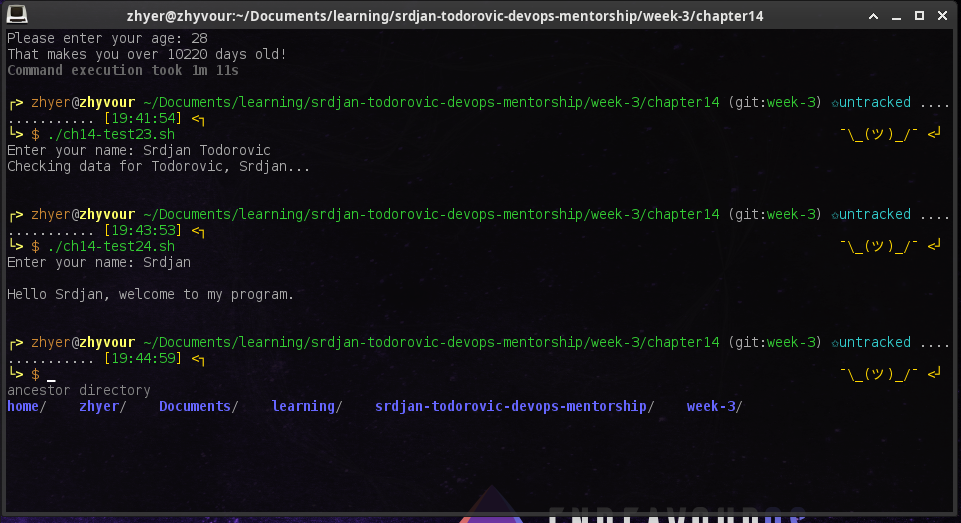 zhyer@zhyvour:~/Documents/learning/srdjan-todorovic-devops-mentorship/week-3/chapter14
Please enter your age: 28
That makes you over 10220 days old!
Command execution took 1m 11s
┌> zhyer@zhyvour ~/Documents/learning/srdjan-todorovic-devops-mentorship/week-3/chapter14 (git:week-3) ✩untracked ....
........... [19:41:54] <┐
└> $ ./ch14-test23.sh ¯\_(ツ)_/¯ <┘
Enter your name: Srdjan Todorovic
Checking data for Todorovic, Srdjan...
┌> zhyer@zhyvour ~/Documents/learning/srdjan-todorovic-devops-mentorship/week-3/chapter14 (git:week-3) ✩untracked ....
........... [19:43:53] <┐
└> $ ./ch14-test24.sh ¯\_(ツ)_/¯ <┘
Enter your name: Srdjan
Hello Srdjan, welcome to my program.
┌> zhyer@zhyvour ~/Documents/learning/srdjan-todorovic-devops-mentorship/week-3/chapter14 (git:week-3) ✩untracked ....
........... [19:44:59] <┐
└> $ _ ¯\_(ツ)_/¯ <┘
ancestor directory
home/ zhyer/ Documents/ learning/ srdjan-todorovic-devops-mentorship/ week-3/
ENDEAVOUROS